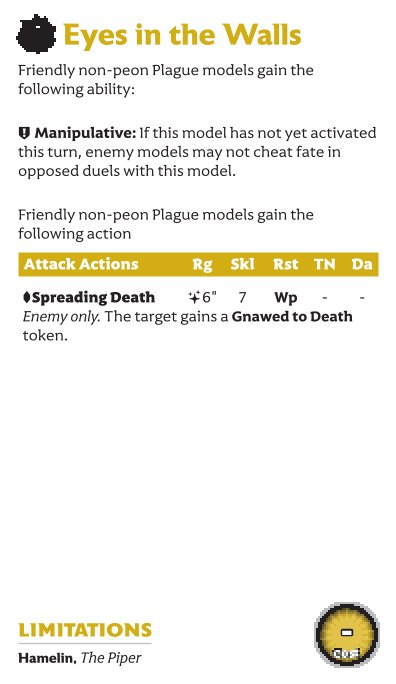 Eyes in the Walls
Friendly non-peon Plague models gain the
following ability:
Manipulative: If this model has not yet activated
this turn, enemy models may not cheat fate in
opposed duels with this model.
Friendly non-peon Plague models gain the
following action
Attack Actions Rg Skl Rst TN Da
Spreading Death 6" 7 Wp - -
Enemy only. The target gains a Gnawed to Death
token.
LIMITATIONS
Hamelin, The Piper
-